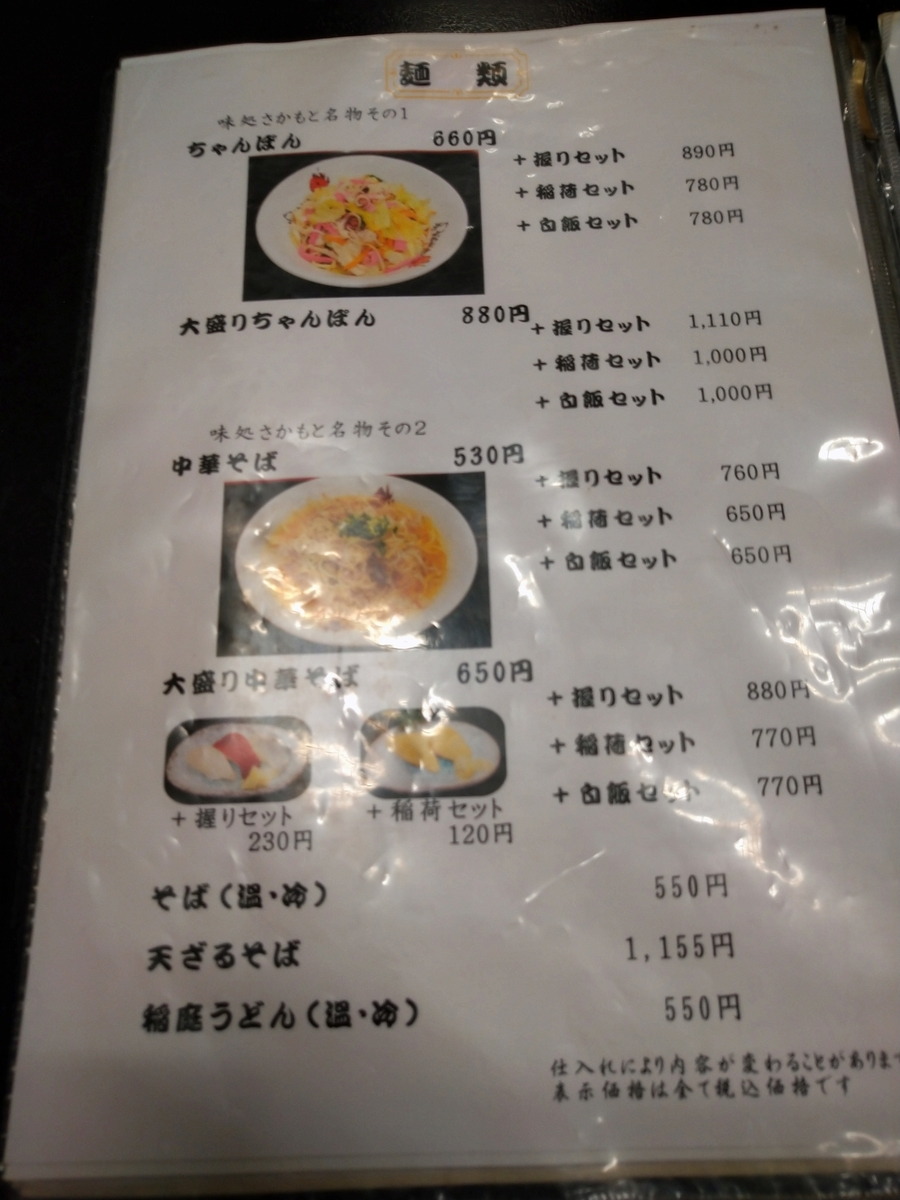 麺 類
味処さかもと名物その1
ちゃんぽん 660円
+ 握りセット 890円
+ 稲荷セット 780円
+ 白飯セット 780円
大盛りちゃんぽん 880円
+ 握りセット 1,110円
+ 稲荷セット 1,000円
+ 白飯セット 1,000円
味処さかもと名物その2
中華そば 530円
+ 握りセット 760円
+ 稲荷セット 650円
+ 白飯セット 650円
大盛り中華そば 650円
+ 握りセット 880円
+ 稲荷セット 770円
+ 白飯セット 770円
+ 握りセット
230円
+ 稲荷セット
120円
そば(温・冷) 550円
天ざるそば 1,155円
稲庭うどん(温・冷) 550円
仕入れにより内容が変わることがありま
表示価格は全て税込価格です